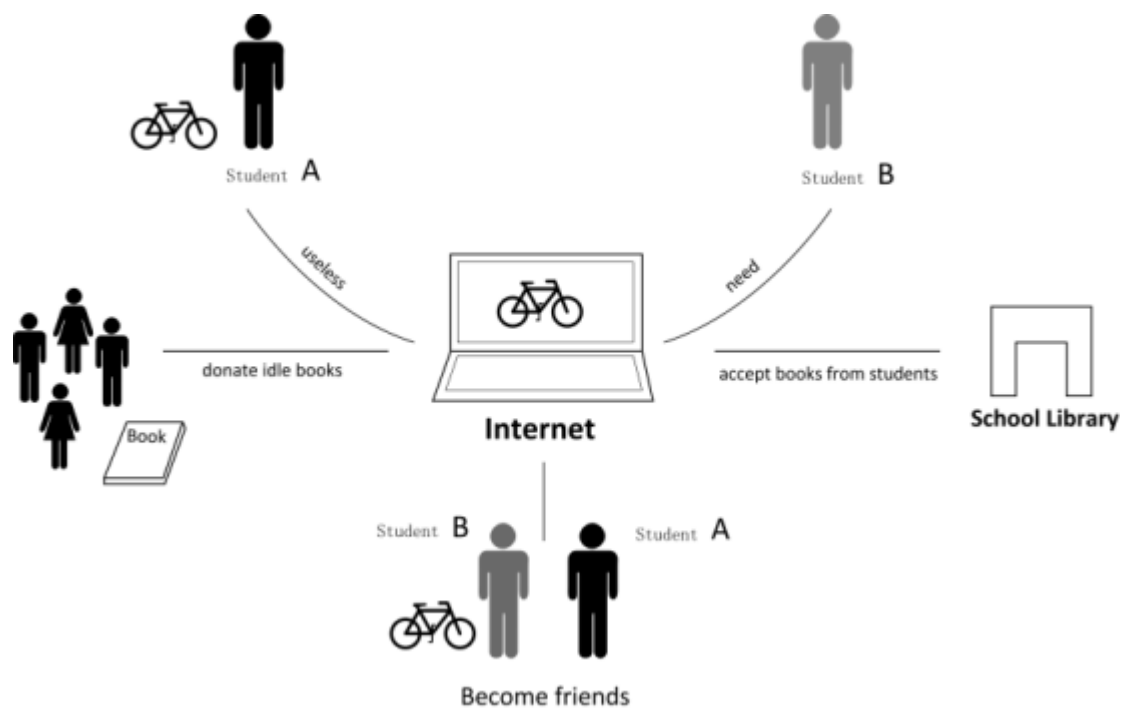 Student A
Student B
useless
need
donate idle books
accept books from students
Book
Internet
School Library
Student B
Student A
Become friends